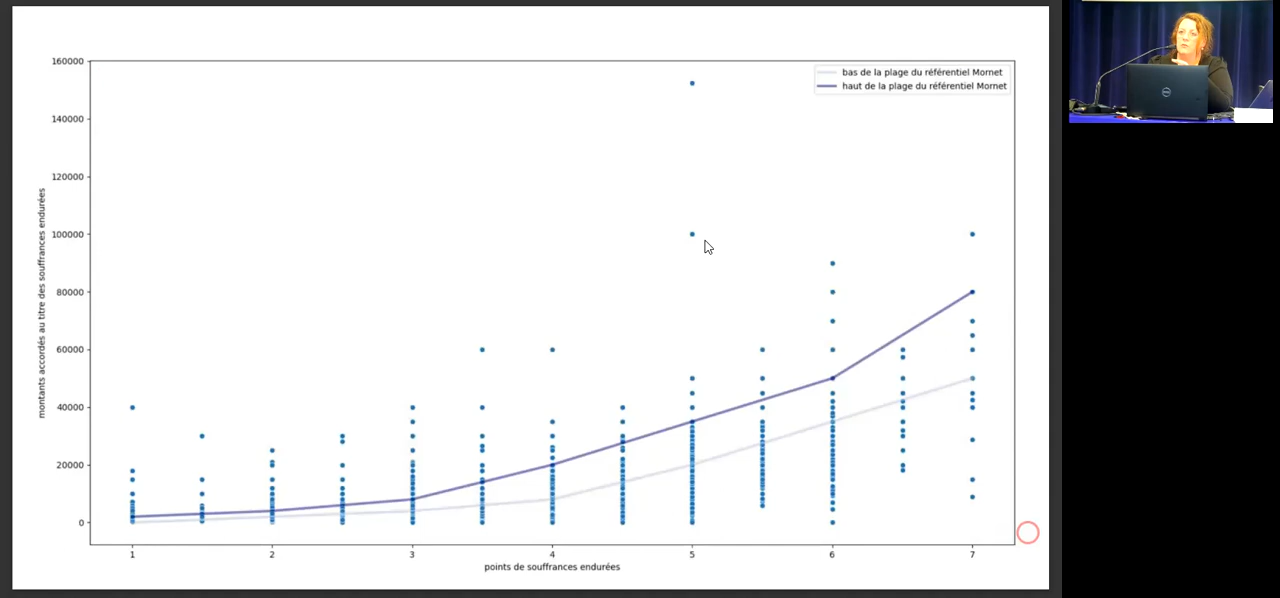 bas de la plage du référentiel Mornet
haut de la plage du référentiel Mornet
montants accordés au titre des souffrances endurées
160000
140000
120000
100000
80000
60000
40000
20000
0
1 2 3 4 5 6 7
points de souffrances endurées